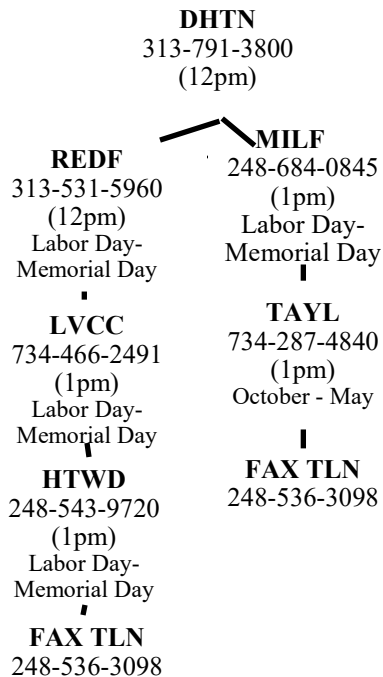 DHTN
313-791-3800
(12pm)
REDF
313-531-5960
(12pm)
Labor Day-
Memorial Day
LVCC
734-466-2491
(1pm)
Labor Day-
Memorial Day
HTWD
248-543-9720
(1pm)
Labor Day-
Memorial Day
FAX TLN
248-536-3098
MILF
248-684-0845
(1pm)
Labor Day-
Memorial Day
TAYL
734-287-4840
(1pm)
October - May
FAX TLN
248-536-3098